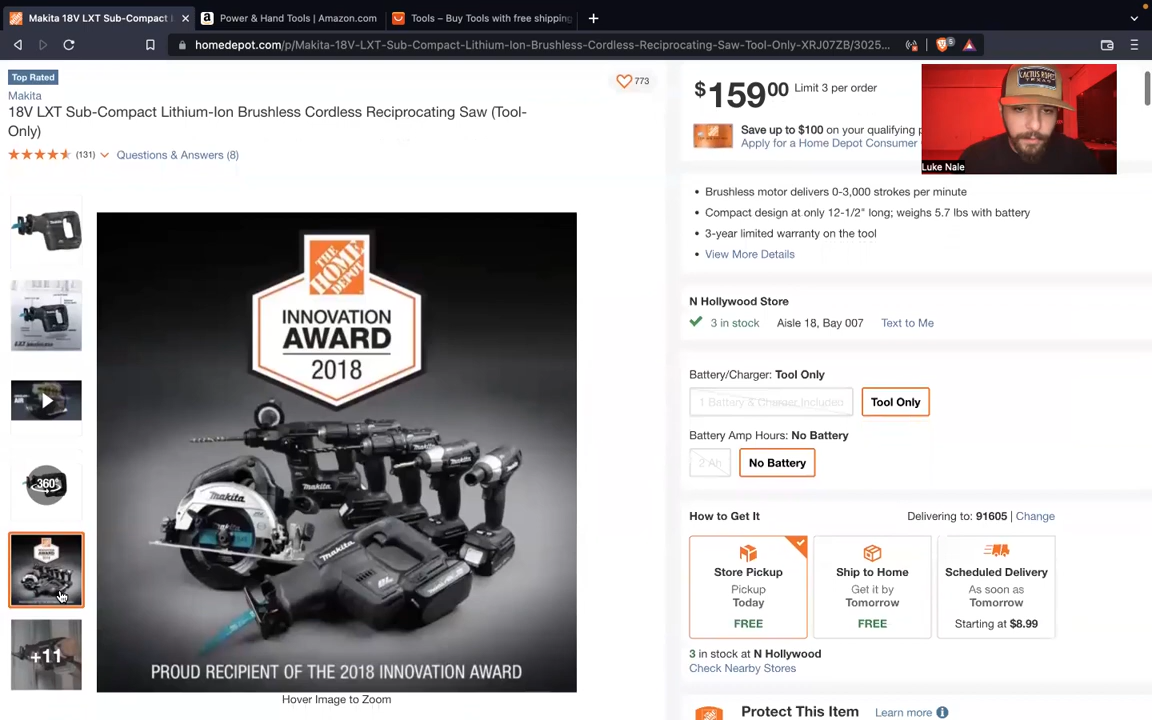 Makita 18V LXT Sub-Compact
Power & Hand Tools | Amazon.com
Tools – Buy Tools with free shipping
homedepot.com/p/Makita-18V-LXT-Sub-Compact-Lithium-Ion-Brushless-Cordless-Reciprocating-Saw-Tool-Only-XRJ07ZB/3025...
5
Top Rated
773
Makita
18V LXT Sub-Compact Lithium-Ion Brushless Cordless Reciprocating Saw (Tool-
Only)
(131)
Questions & Answers (8)
$159.00 Limit 3 per order
Save up to $100 on your qualifying
Apply for a Home Depot Consumer
CACTUS ROPES
TEXAS
Luke Nale
• Brushless motor delivers 0-3,000 strokes per minute
• Compact design at only 12-1/2" long; weighs 5.7 lbs with battery
• 3-year limited warranty on the tool
• View More Details
N Hollywood Store
3 in stock Aisle 18, Bay 007 Text to Me
Battery/Charger: Tool Only
1 Battery & Charger Included
Tool Only
Battery Amp Hours: No Battery
2 Ah
No Battery
How to Get It
Delivering to: 91605 | Change
Store Pickup
Pickup
Today
FREE
Ship to Home
Get it by
Tomorrow
FREE
Scheduled Delivery
As soon as
Tomorrow
Starting at $8.99
3 in stock at N Hollywood
Check Nearby Stores
Protect This Item Learn more
360°
+11
THE
HOME
DEPOT
INNOVATION
AWARD
2018
makita
makita
PROUD RECIPIENT OF THE 2018 INNOVATION AWARD
Hover Image to Zoom